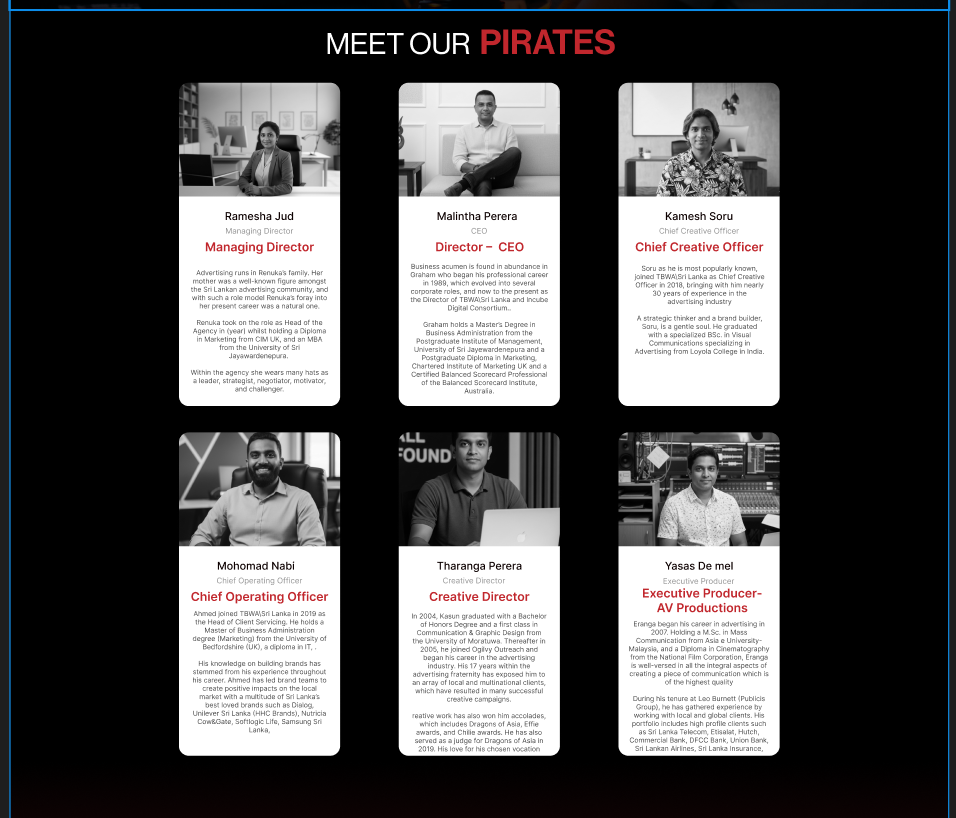 MEET OUR PIRATES
Ramesha Jud
Managing Director
Managing Director
Advertising runs in Renuka's family. Her
mother was a well-known figure amongst
the Sri Lankan advertising community, and
with such a role model Renuka's foray into
her present career was a natural one.
Renuka took on the role as Head of the
Agency in (year) whilst holding a Diploma
in Marketing from CIM UK, and an MBA
from the University of Sri
Jayawardenepura.
Within the agency she wears many hats as
a leader, strategist, negotiator, motivator,
and challenger.
Malintha Perera
CEO
Director – CEO
Business acumen is found in abundance in
Graham who began his professional career
in 1989, which evolved into several
corporate roles, and now to the present as
the Director of TBWA\Sri Lanka and Incube
Digital Consortium..
Graham holds a Master's Degree in
Business Administration from the
Postgraduate Institute of Management,
University of Sri Jayewardenepura and a
Postgraduate Diploma in Marketing,
Chartered Institute of Marketing UK and a
Certified Balanced Scorecard Professional
of the Balanced Scorecard Institute,
Australia.
Kamesh Soru
Chief Creative Officer
Chief Creative Officer
Soru as he is most popularly known,
joined TBWA\Sri Lanka as Chief Creative
Officer in 2018, bringing with him nearly
30 years of experience in the
advertising industry
A strategic thinker and a brand builder,
Soru, is a gentle soul. He graduated
with a specialized BSc. in Visual
Communications specializing in
Advertising from Loyola College in India.
Mohomad Nabi
Chief Operating Officer
Chief Operating Officer
Ahmed joined TBWA\Sri Lanka in 2019 as
the Head of Client Servicing. He holds a
Master of Business Administration
degree (Marketing) from the University of
Bedfordshire (UK), a diploma in IT, .
His knowledge on building brands has
stemmed from his experience throughout
his career. Ahmed has led brand teams to
create positive impacts on the local
market with a multitude of Sri Lanka's
best loved brands such as Dialog,
Unilever Sri Lanka (HHC Brands), Nutricia
Cow&Gate, Softlogic Life, Samsung Sri
Lanka,
ALL
FOUND
Tharanga Perera
Creative Director
Creative Director
In 2004, Kasun graduated with a Bachelor
of Honors Degree and a first class in
Communication & Graphic Design from
the University of Moratuwa. Thereafter in
2005, he joined Ogilvy Outreach and
began his career in the advertising
industry. His 17 years within the
advertising fraternity has exposed him to
an array of local and multinational clients,
which have resulted in many successful
creative campaigns.
reative work has also won him accolades,
which includes Dragons of Asia, Effie
awards, and Chilie awards. He has also
served as a judge for Dragons of Asia in
2019. His love for his chosen vocation
Yasas De mel
Executive Producer
Executive Producer-
AV Productions
Eranga began his career in advertising in
2007. Holding a M.Sc. in Mass
Communication from Asia e University-
Malaysia, and a Diploma in Cinematography
from the National Film Corporation, Eranga
is well-versed in all the integral aspects of
creating a piece of communication which is
of the highest quality
During his tenure at Leo Burnett (Publicis
Group), he has gathered experience by
working with local and global clients. His
portfolio includes high profile clients such
as Sri Lanka Telecom, Etisalat, Hutch,
Commercial Bank, DFCC Bank, Union Bank,
Sri Lankan Airlines, Sri Lanka Insurance,